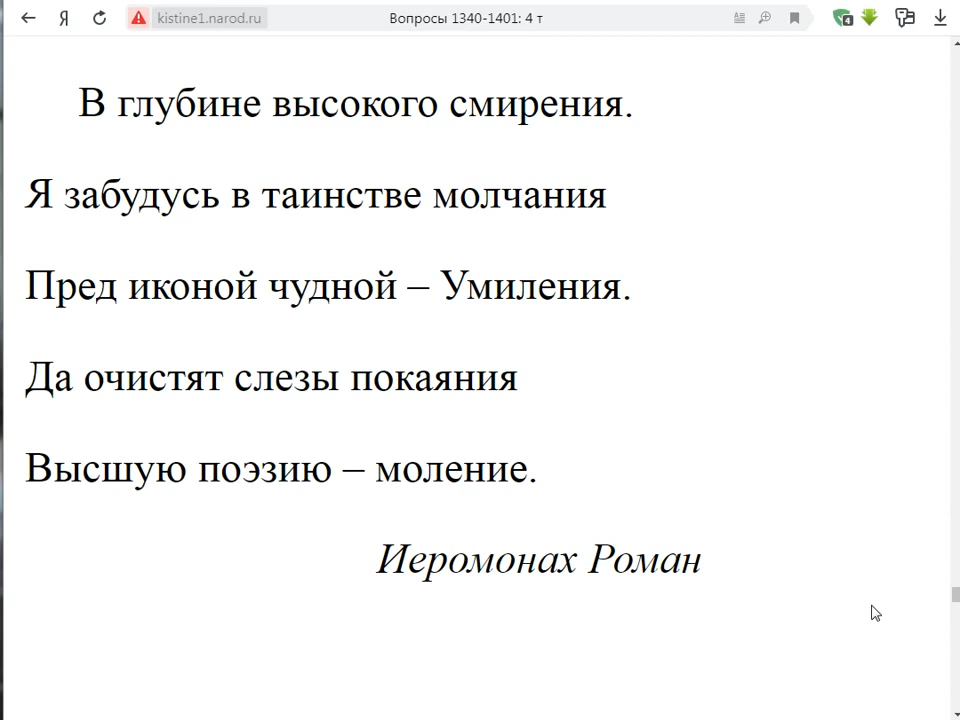 kistine1.narod.ru
Вопросы 1340-1401: 4 т
4
В глубине высокого смирения.
Я забудусь в таинстве молчания
Пред иконой чудной – Умиления.
Да очистят слезы покаяния
Высшую поэзию – моление.
Иеромонах Роман